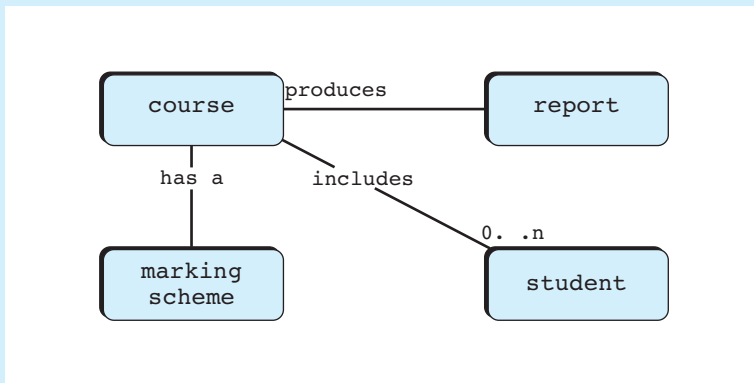 produces
course
report
has a
includes
0. .n
marking
scheme
student